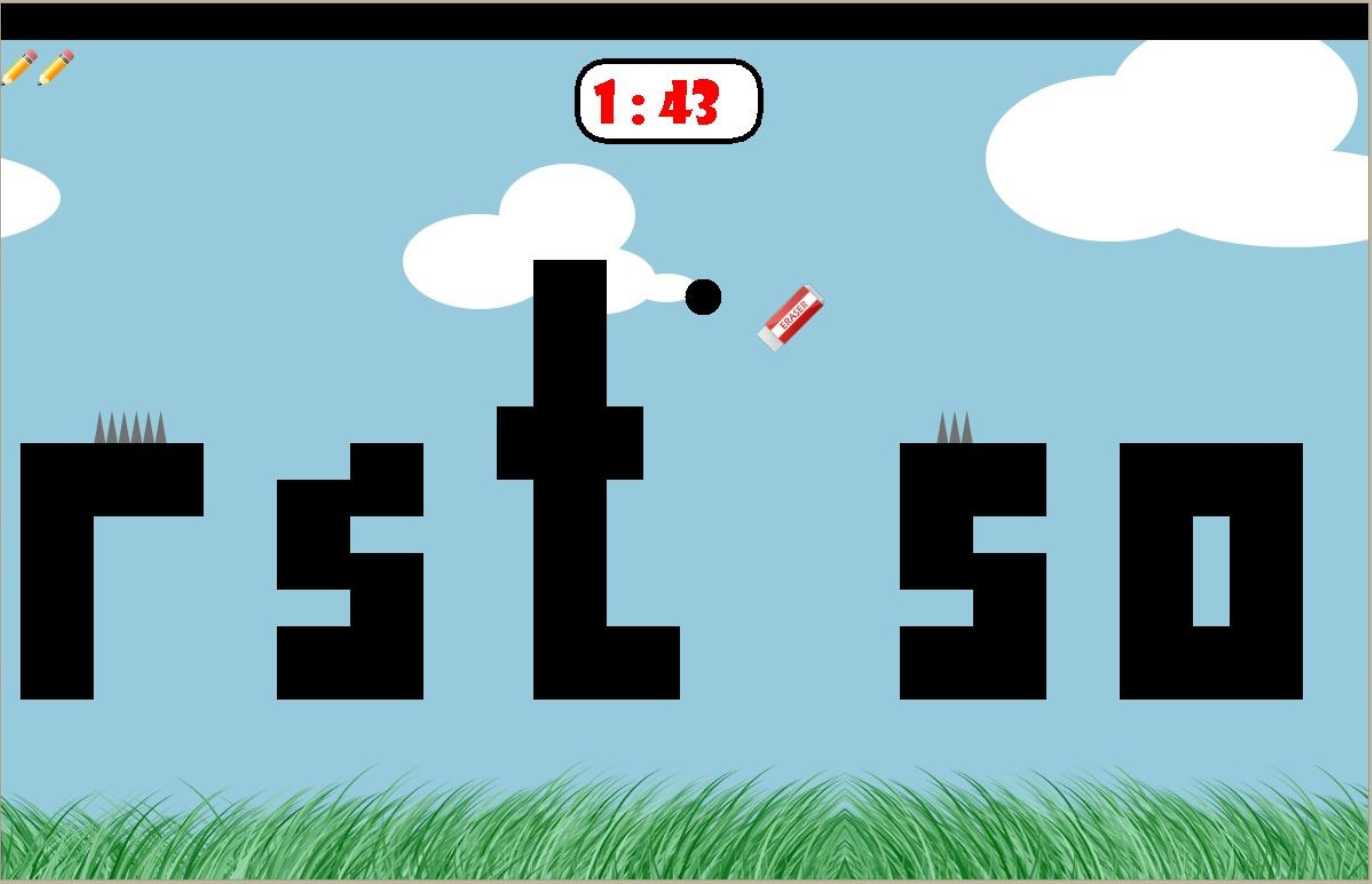 1 : 43
ERASER
rst so